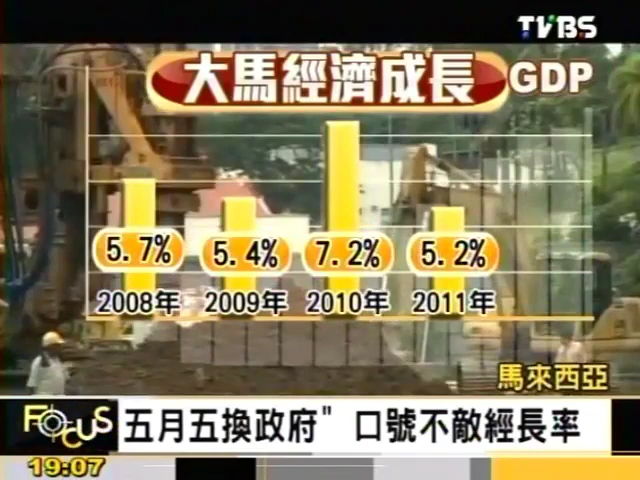 TVBS
大馬經濟成長 GDP
5.7% 5.4% 7.2% 5.2%
2008年 2009年 2010年 2011年
馬來西亞
FOCUS 五月五換政府" 口號不敵經長率
19:07